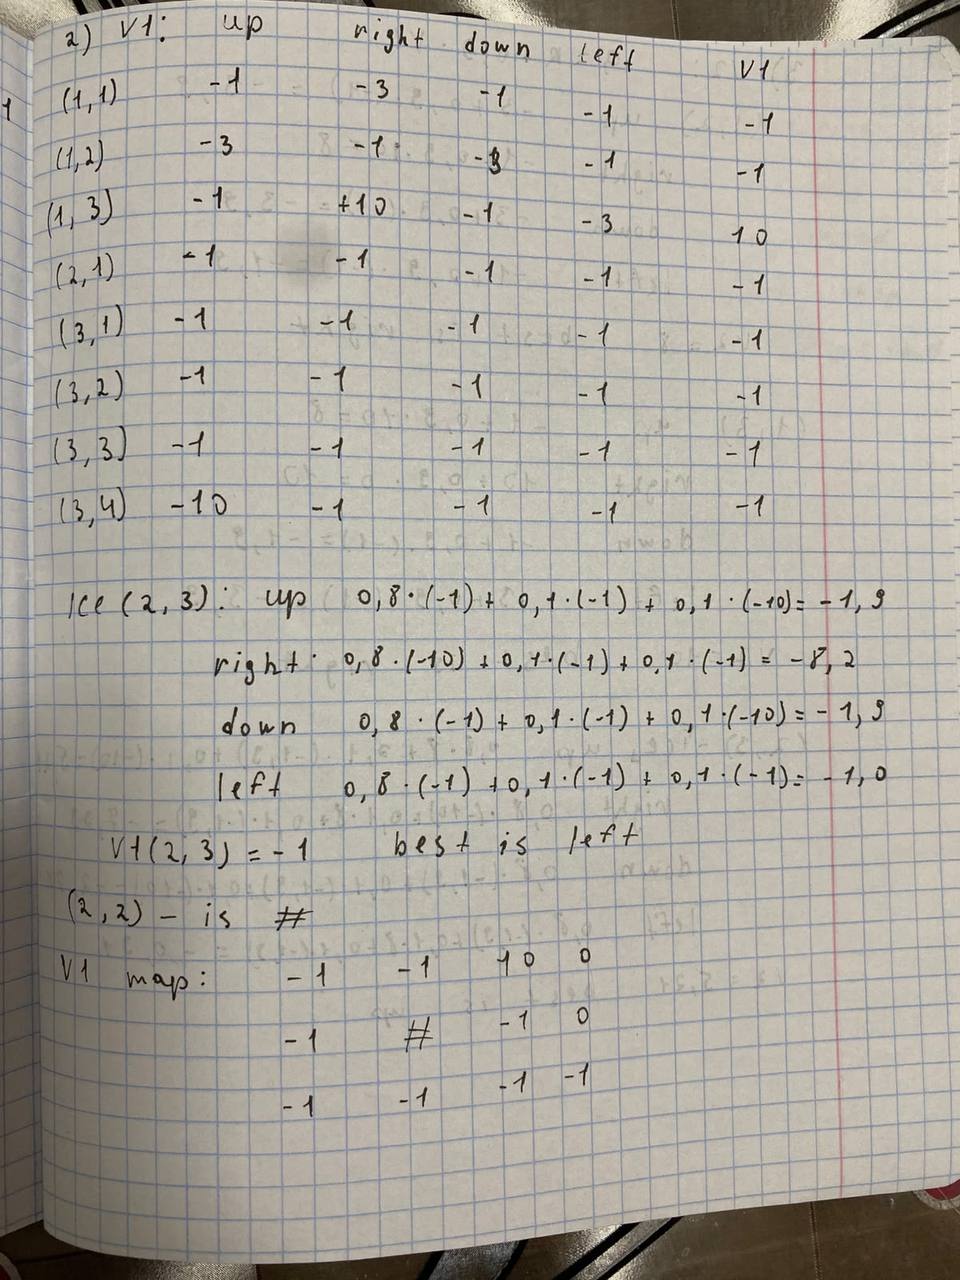 2) V1: up right down left V1
(1,1) -1 -3 -1 -1 -1
(1,2) -3 -1 -3 -1 -1
(1,3) -1 +10 -1 -3 10
(2,1) -1 -1 -1 -1 -1
(3,1) -1 -1 -1 -1 -1
(3,2) -1 -1 -1 -1 -1
(3,3) -1 -1 -1 -1 -1
(3,4) -10 -1 -1 -1 -1
Ice (2,3): up 0,8·(-1) + 0,1·(-1) + 0,1·(-10) = -1,9
right· 0,8·(-10) + 0,1·(-1) + 0,1·(-1) = -8,2
down 0,8·(-1) + 0,1·(-1) + 0,1·(-10) = -1,9
left 0,8·(-1) + 0,1·(-1) + 0,1·(-1) = -1,0
V1(2,3) = -1 best is left
(2,2) - is #
V1 map: -1 -1 10 0
-1 # -1 0
-1 -1 -1 -1